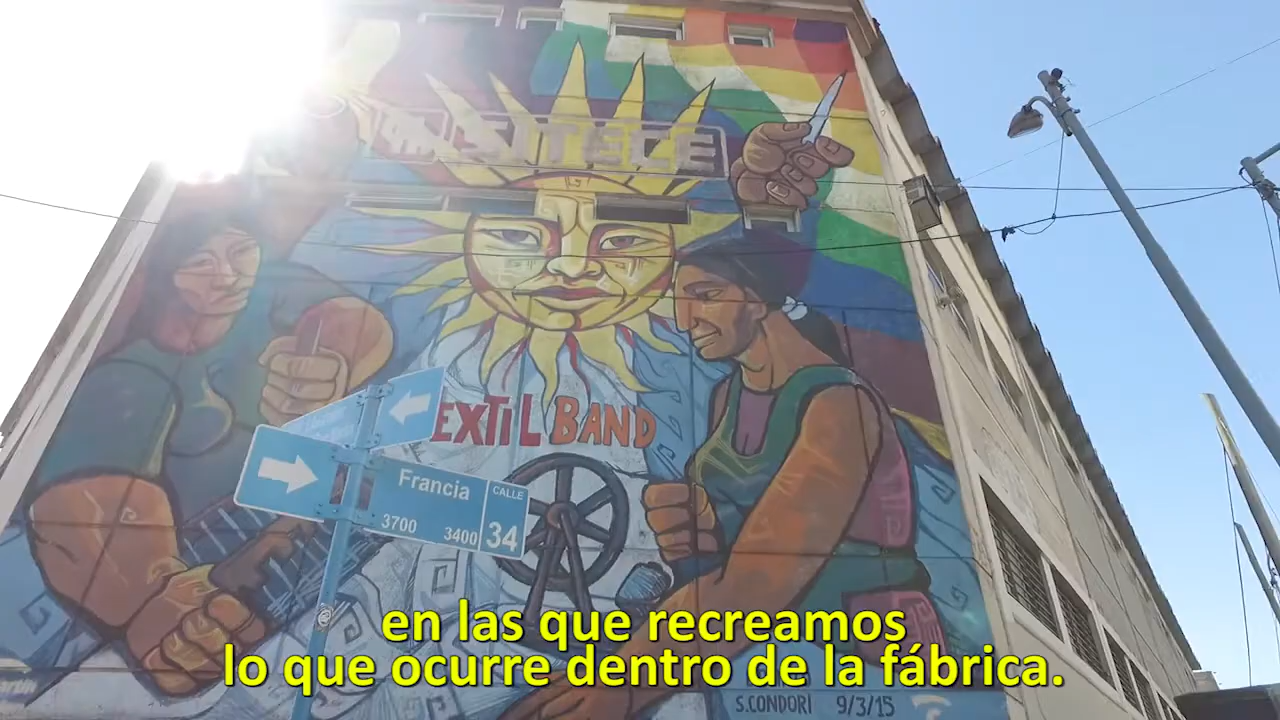 SITECE
EXTIL BAND
Francia
CALLE
3700
3400
34
en las que recreamos
lo que ocurre dentro de la fábrica.
S.CONDORI 9/3/15